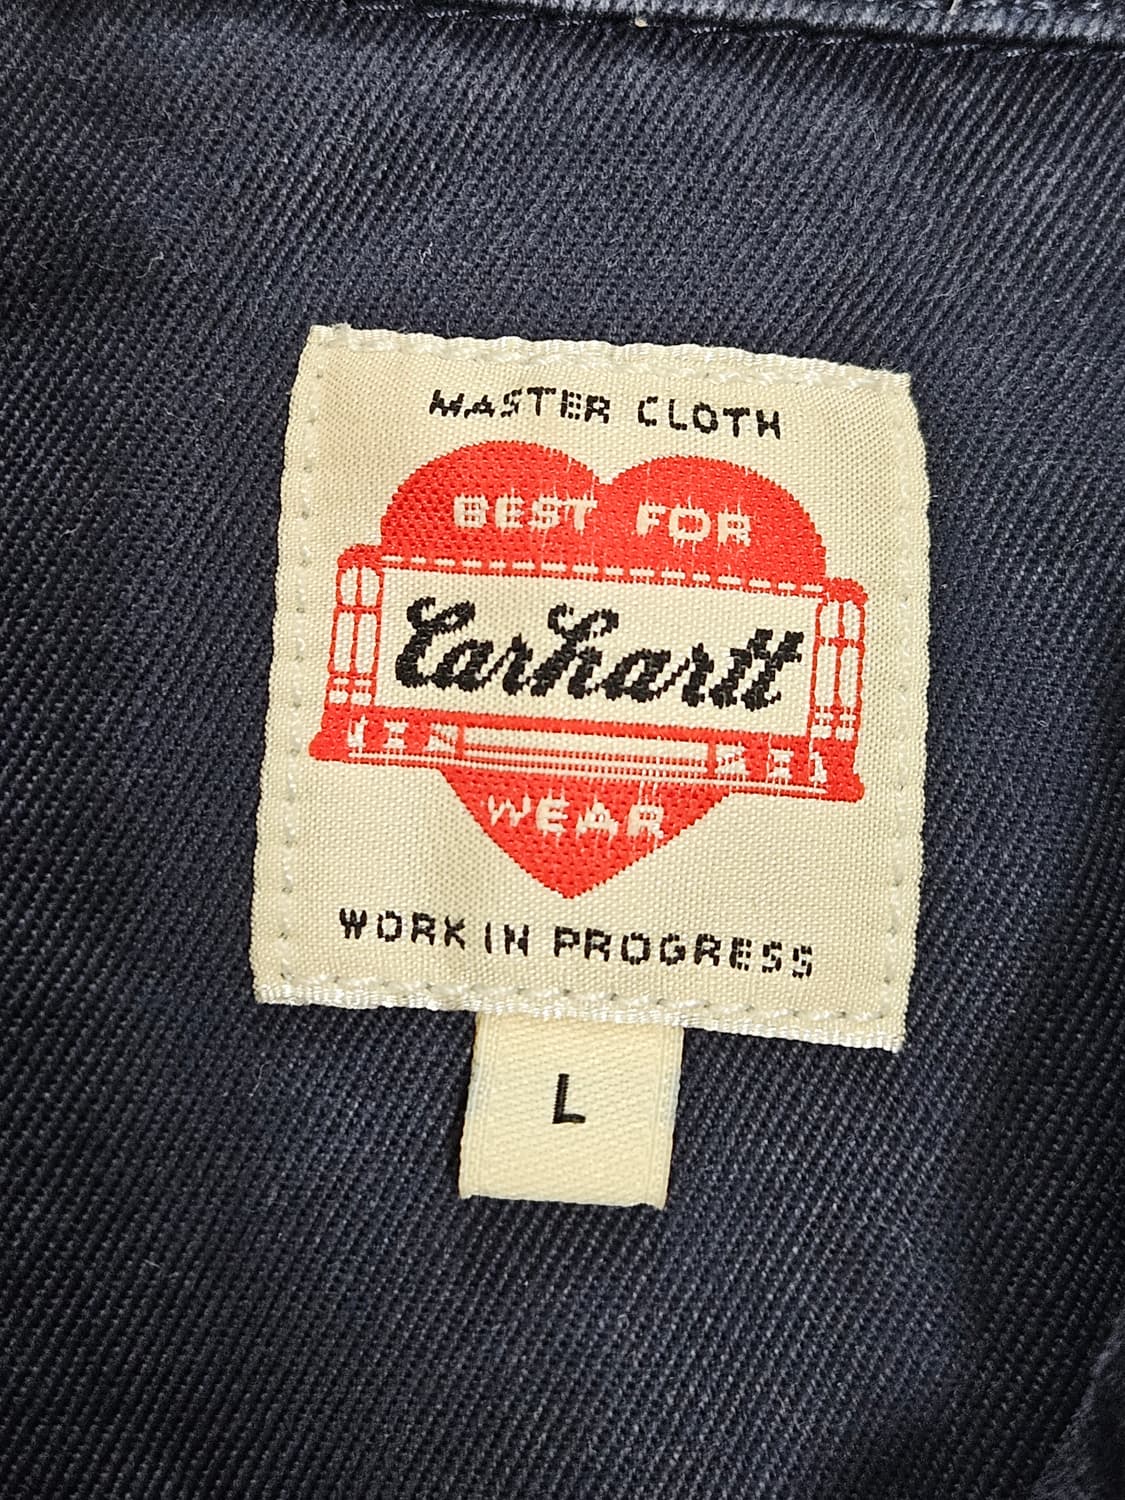 MASTER CLOTH
BEST FOR
Carhartt
WEAR
WORK IN PROGRESS
L